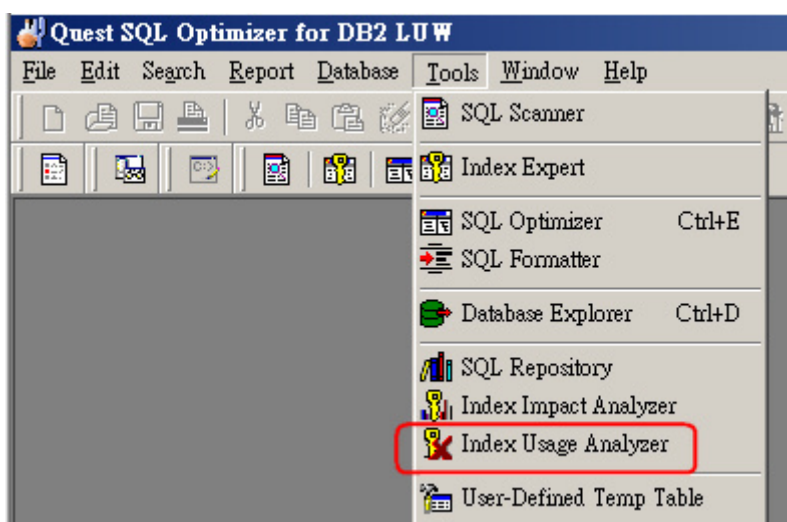 Quest SQL Optimizer for DB2 LUW
File Edit Search Report Database Tools Window Help
SQL Scanner
Index Expert
SQL Optimizer Ctrl+E
SQL Formatter
Database Explorer Ctrl+D
SQL Repository
Index Impact Analyzer
Index Usage Analyzer
User-Defined Temp Table